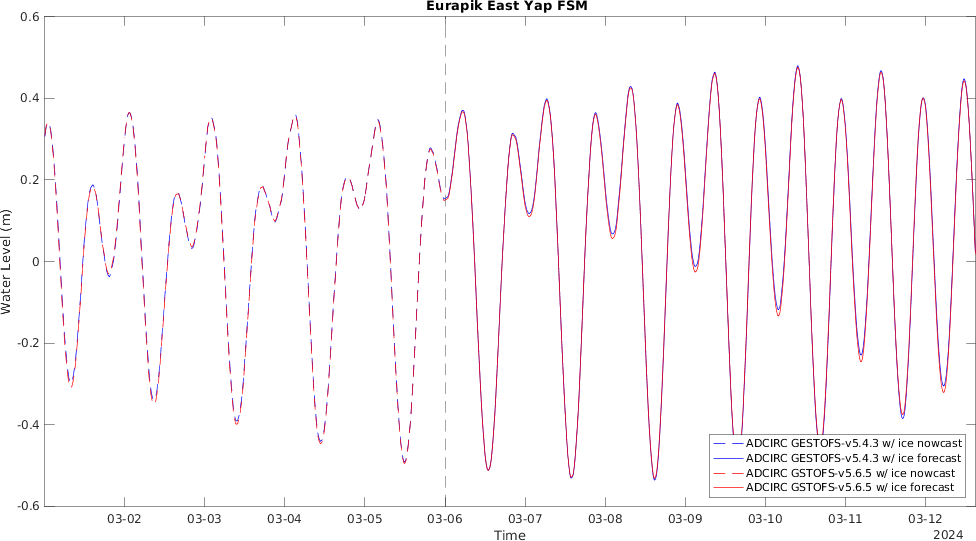 Eurapik East Yap FSM
0.6
0.4
0.2
0
-0.2
-0.4
-0.6
Water Level (m)
ADCIRC GESTOFS-v5.4.3 w/ ice nowcast
ADCIRC GESTOFS-v5.4.3 w/ ice forecast
ADCIRC GSTOFS-v5.6.5 w/ ice nowcast
ADCIRC GSTOFS-v5.6.5 w/ ice forecast
03-02 03-03 03-04 03-05 03-06 03-07 03-08 03-09 03-10 03-11 03-12
Time
2024